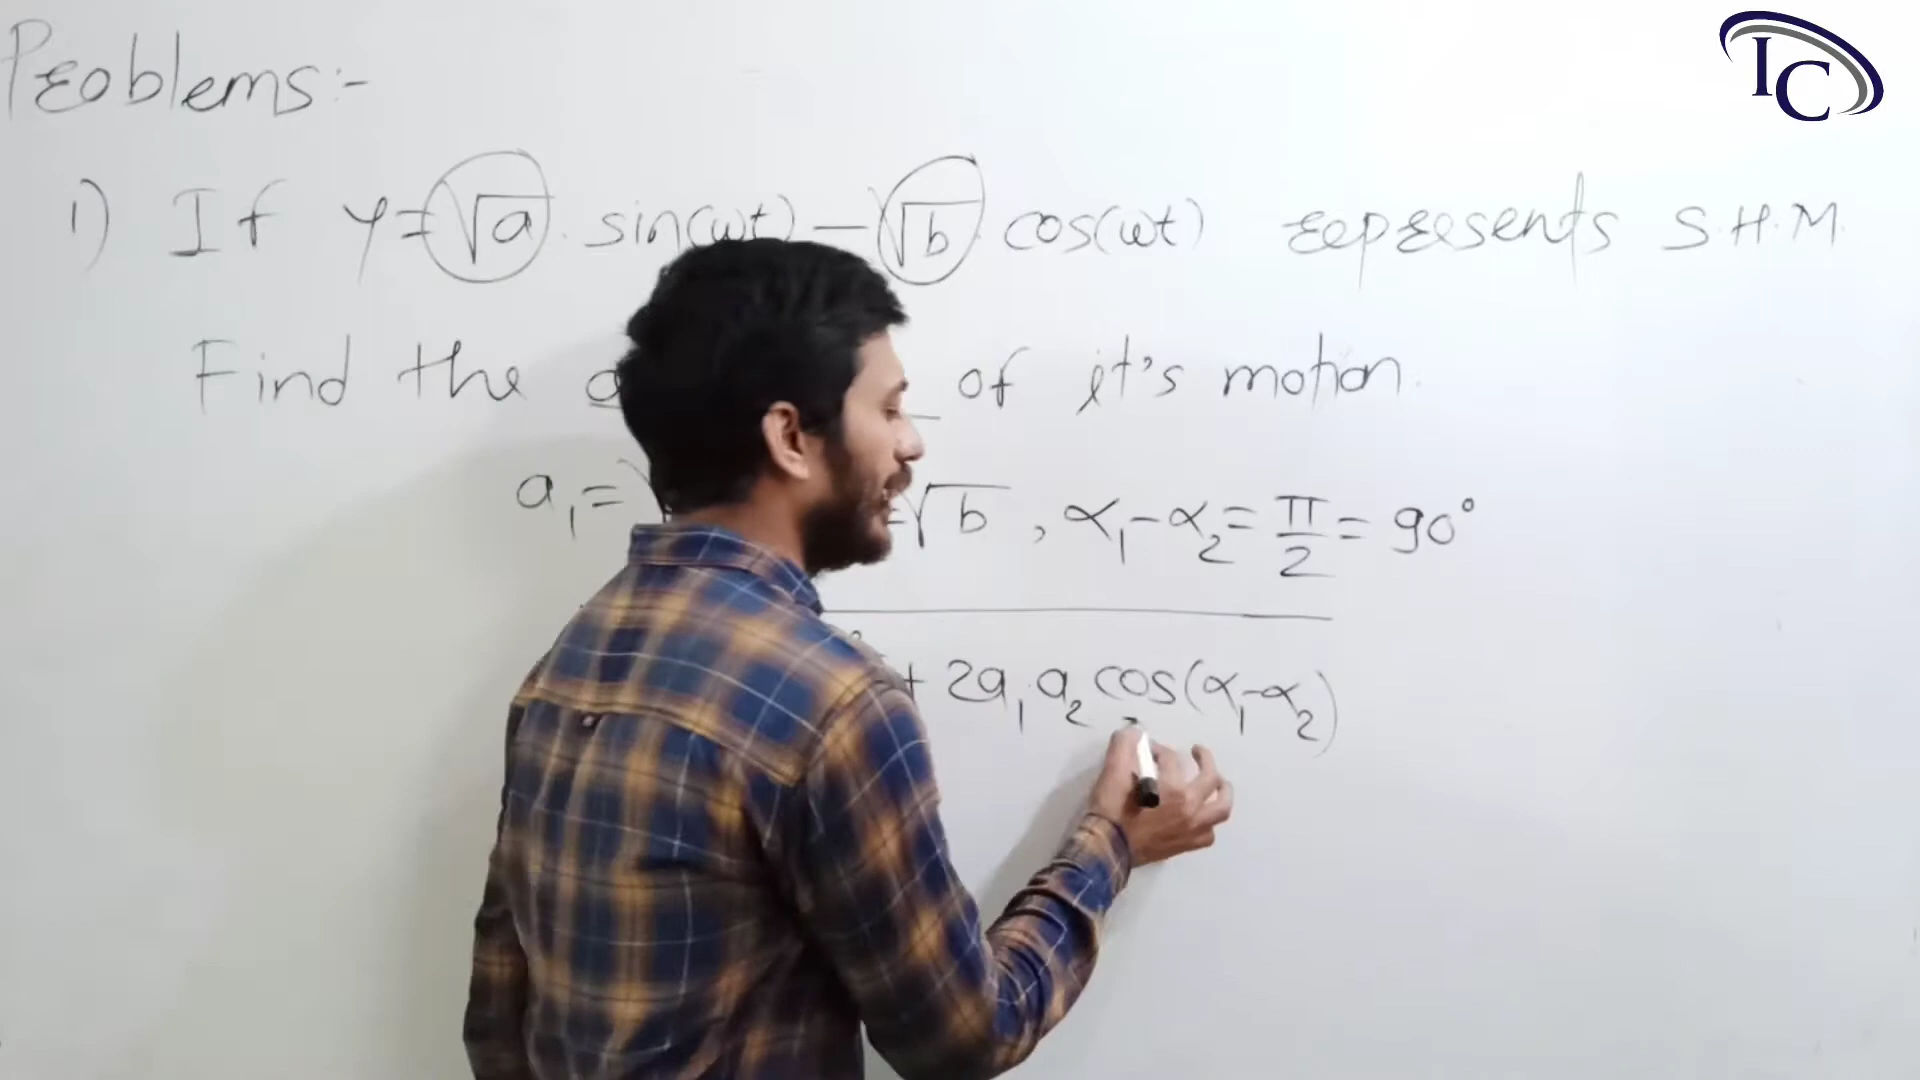 IC
Problems:-
1) If y = √a . sin(ωt) - √b . cos(ωt) represents S.H.M.
Find the of it's motion.
a₁ = √b , α₁ - α₂ = π/2 = 90°
+ 2a₁a₂ cos(α₁-α₂)